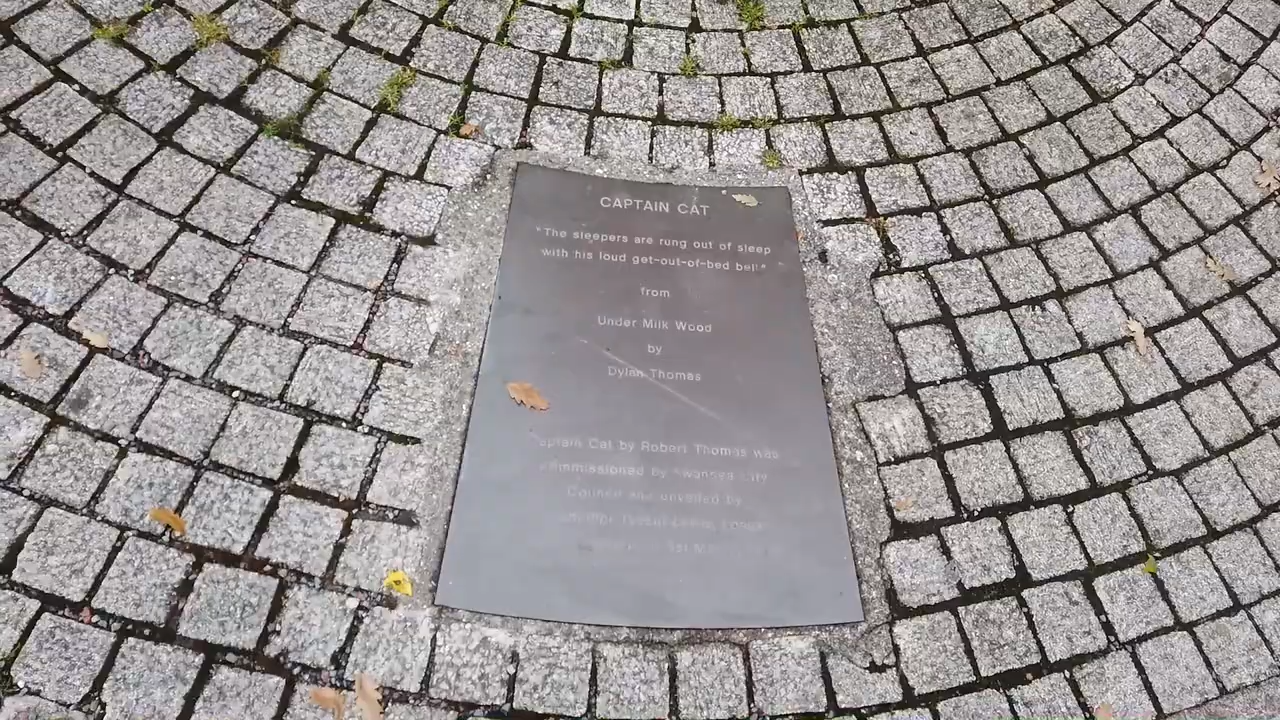 CAPTAIN CAT
"The sleepers are rung out of sleep
with his loud get-out-of-bed bell"
from
Under Milk Wood
by
Dylan Thomas
Captain Cat by Robert Thomas was
commissioned by Swansea City
Council and unveiled by